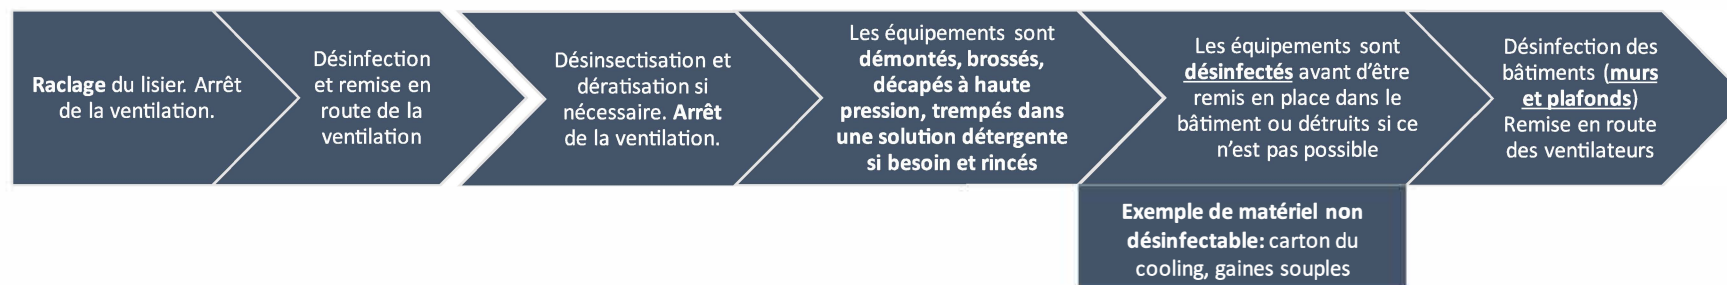 Raclage du lisier. Arrêt
de la ventilation.
Désinfection
et remise en
route de la
ventilation
Désinsectisation et
dératisation si
nécessaire. Arrêt
de la ventilation.
Les équipements sont
démontés, brossés,
décapés à haute
pression, trempés dans
une solution détergente
si besoin et rincés
Les équipements sont
désinfectés avant d'être
remis en place dans le
bâtiment ou détruits si ce
n'est pas possible
Désinfection des
bâtiments (murs
et plafonds)
Remise en route
des ventilateurs
Exemple de matériel non
désinfectable: carton du
cooling, gaines souples